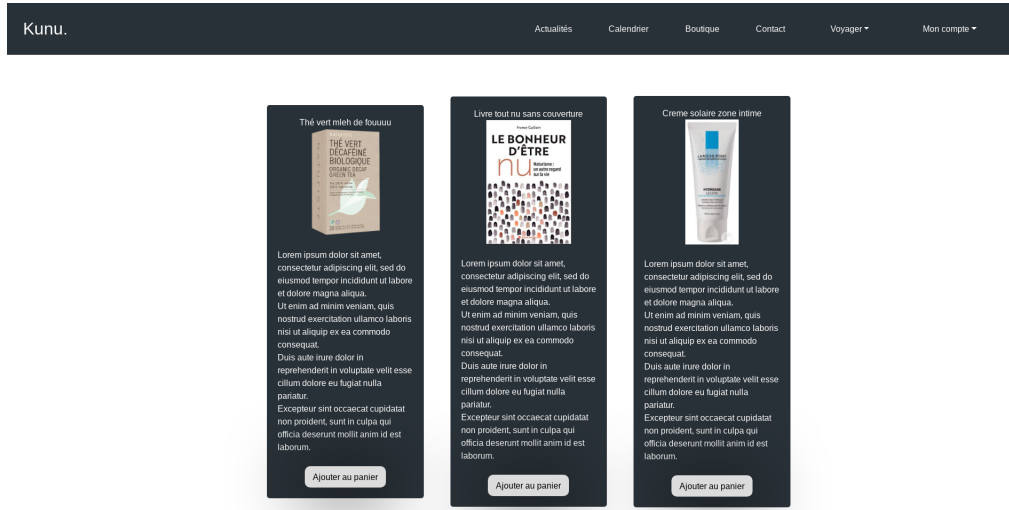 Kunu.
Actualités
Calendrier
Boutique
Contact
Voyager
Mon compte
Thé vert mleh de fouuuu
THÉ VERT
DÉCAFÉINÉ
BIOLOGIQUE
ORGANIC DECAF
GREEN TEA
Lorem ipsum dolor sit amet,
consectetur adipiscing elit, sed do
eiusmod tempor incididunt ut labore
et dolore magna aliqua.
Ut enim ad minim veniam, quis
nostrud exercitation ullamco laboris
nisi ut aliquip ex ea commodo
consequat.
Duis aute irure dolor in
reprehenderit in voluptate velit esse
cillum dolore eu fugiat nulla
pariatur.
Excepteur sint occaecat cupidatat
non proident, sunt in culpa qui
officia deserunt mollit anim id est
laborum.
Ajouter au panier
Livre tout nu sans couverture
France Guillain
LE BONHEUR
D'ÊTRE
nu
Naturisme :
un autre regard
sur la vie
Lorem ipsum dolor sit amet,
consectetur adipiscing elit, sed do
eiusmod tempor incididunt ut labore
et dolore magna aliqua.
Ut enim ad minim veniam, quis
nostrud exercitation ullamco laboris
nisi ut aliquip ex ea commodo
consequat.
Duis aute irure dolor in
reprehenderit in voluptate velit esse
cillum dolore eu fugiat nulla
pariatur.
Excepteur sint occaecat cupidatat
non proident, sunt in culpa qui
officia deserunt mollit anim id est
laborum.
Ajouter au panier
Creme solaire zone intime
LA ROCHE-POSAY
Lorem ipsum dolor sit amet,
consectetur adipiscing elit, sed do
eiusmod tempor incididunt ut labore
et dolore magna aliqua.
Ut enim ad minim veniam, quis
nostrud exercitation ullamco laboris
nisi ut aliquip ex ea commodo
consequat.
Duis aute irure dolor in
reprehenderit in voluptate velit esse
cillum dolore eu fugiat nulla
pariatur.
Excepteur sint occaecat cupidatat
non proident, sunt in culpa qui
officia deserunt mollit anim id est
laborum.
Ajouter au panier